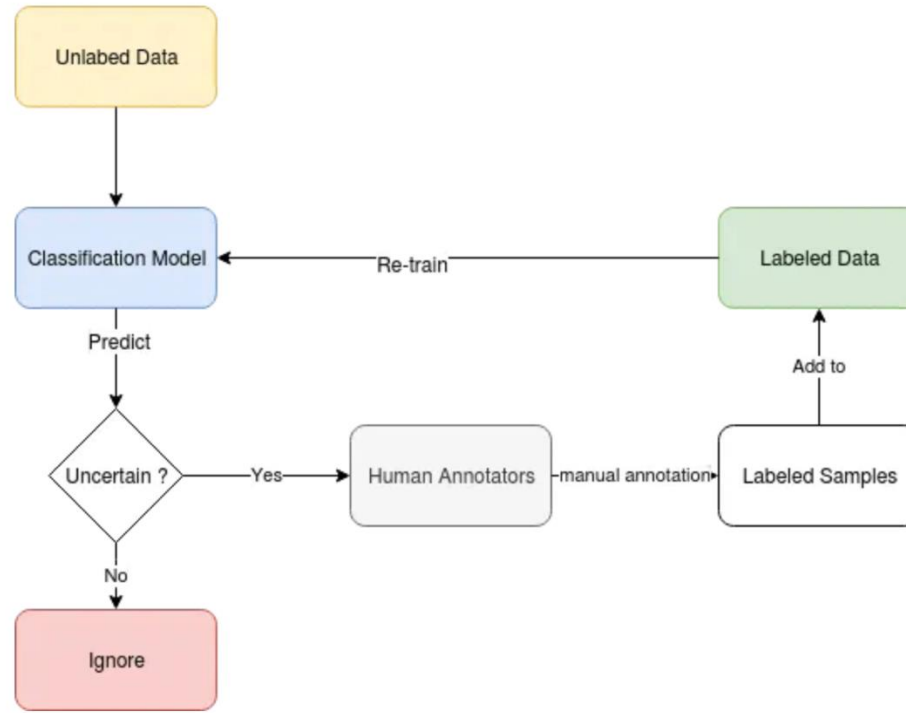 Unlabed Data
Classification Model
Re-train
Labeled Data
Predict
Add to
Uncertain ?
Yes
Human Annotators
manual annotation
Labeled Samples
No
Ignore